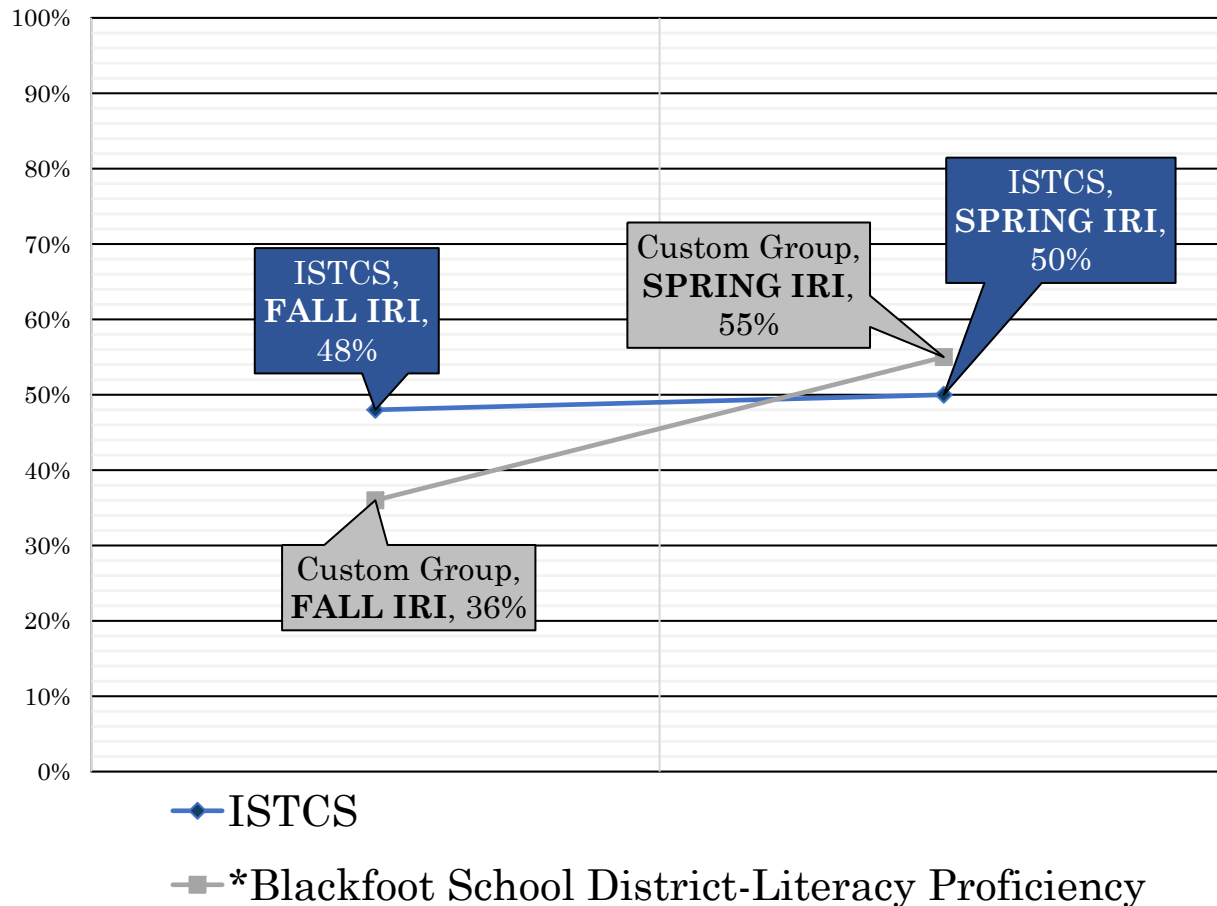 100%
90%
80%
70%
60%
50%
40%
30%
20%
10%
0%
ISTCS,
FALL IRI,
48%
Custom Group,
FALL IRI, 36%
Custom Group,
SPRING IRI,
55%
ISTCS,
SPRING IRI,
50%
ISTCS
*Blackfoot School District-Literacy Proficiency